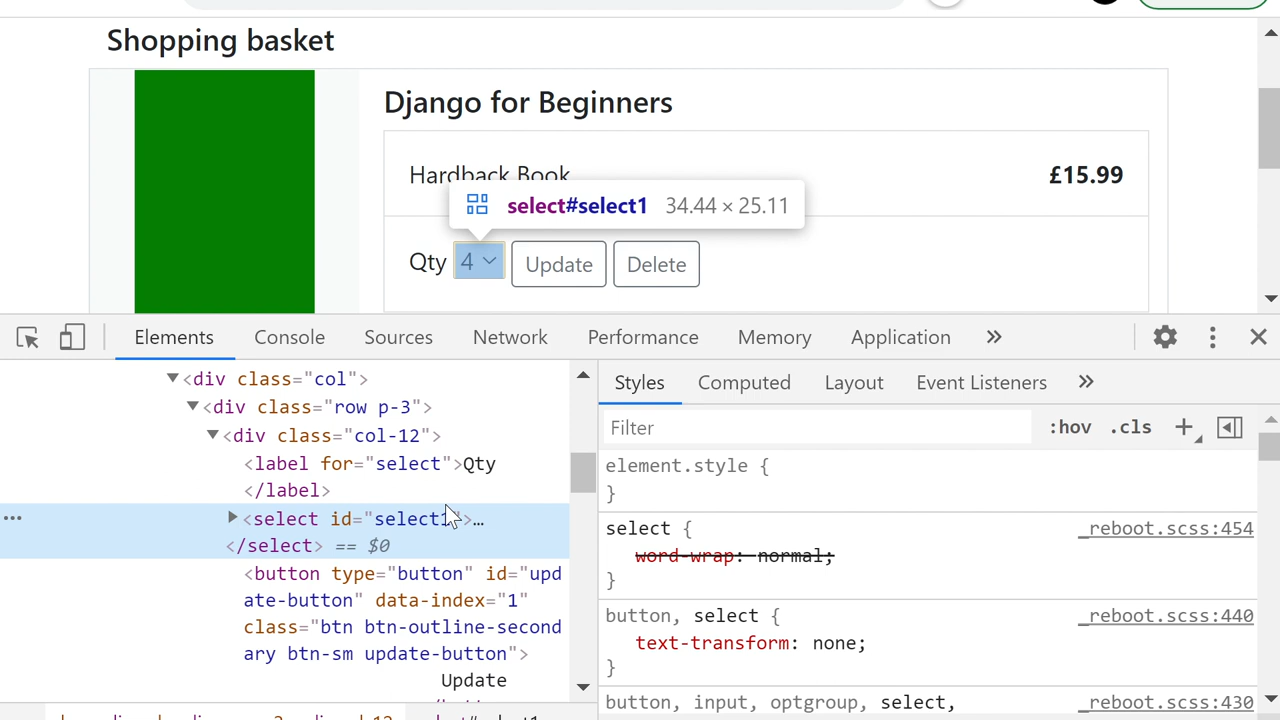 Shopping basket
Django for Beginners
Hardback Book
£15.99
select#select1 34.44 × 25.11
Qty 4 Update Delete
Elements Console Sources Network Performance Memory Application »
<div class="col">
<div class="row p-3">
<div class="col-12">
<label for="select">Qty
</label>
<select id="select1">…
</select> == $0
<button type="button" id="upd
ate-button" data-index="1"
class="btn btn-outline-second
ary btn-sm update-button">
Update
Styles Computed Layout Event Listeners »
Filter :hov .cls +
element.style {
}
select { _reboot.scss:454
word-wrap: normal;
}
button, select { _reboot.scss:440
text-transform: none;
}
button, input, optgroup, select, _reboot.scss:430